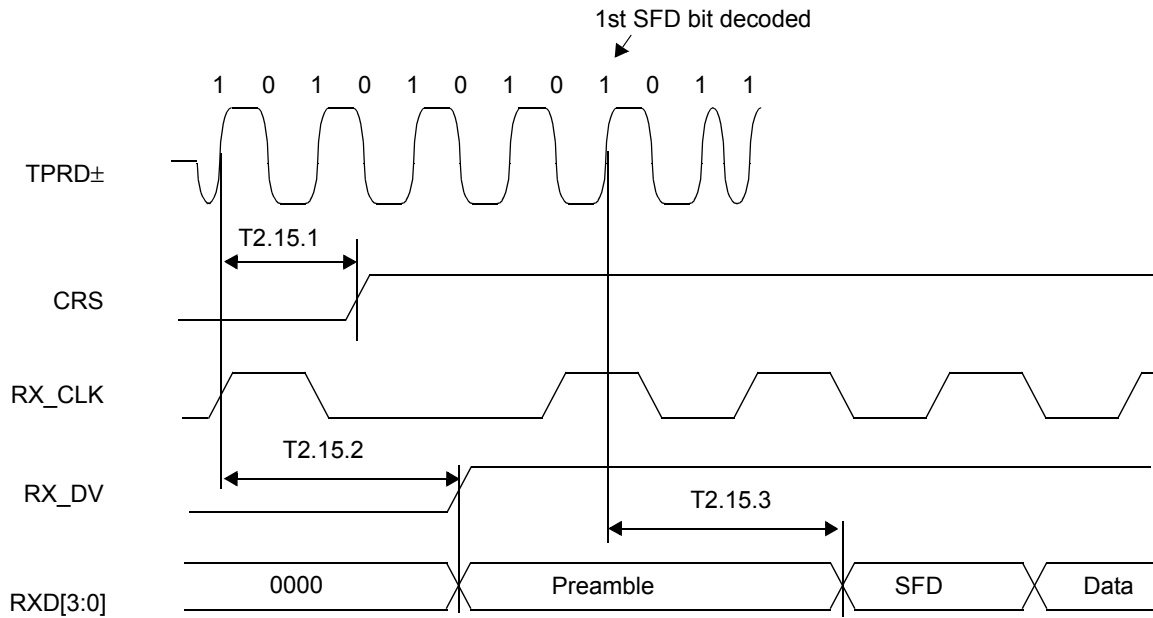 1st SFD bit decoded
1 0 1 0 1 0 1 0 1 0 1 1
TPRD±
T2.15.1
CRS
RX_CLK
T2.15.2
RX_DV
T2.15.3
RXD[3:0]
0000
Preamble
SFD
Data